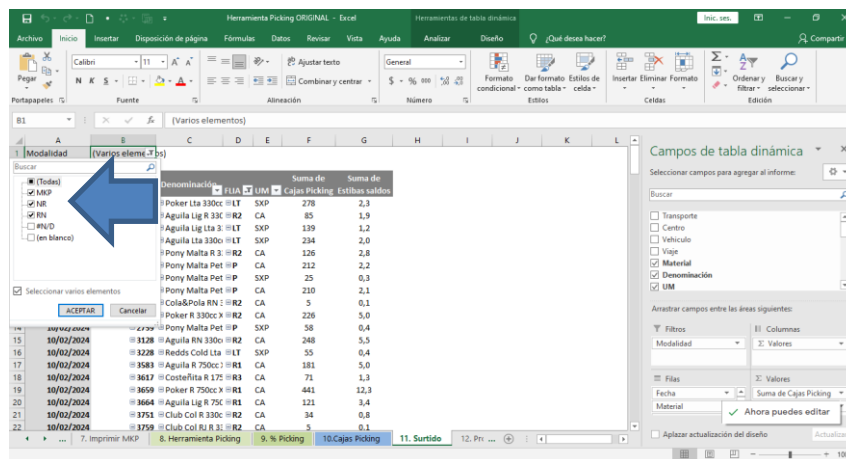 Herramienta Picking ORIGINAL - Excel
Herramientas de tabla dinámica
Inic. ses.
Archivo Inicio Insertar Disposición de página Fórmulas Datos Revisar Vista Ayuda Analizar Diseño ¿Qué desea hacer? Compartir
Pegar Calibri 11 Ajustar texto General
N K S Combinar y centrar $ - % 000
Formato condicional Dar formato como tabla Estilos de celda Insertar Eliminar Formato Ordenar y filtrar Buscar y seleccionar
Portapapeles Fuente Alineación Número Estilos Celdas Edición
B1 fx (Varios elementos)
A B C D E F G H I J K L
1 Modalidad (Varios eleme os)
Buscar
(Todas)
MKP
NR
RN
#N/D
(en blanco)
Seleccionar varios elementos
ACEPTAR Cancelar
Denominación FLIA UM Suma de Cajas Picking Suma de Estibas saldos
Poker Lta 330cc LT SXP 278 2,3
Aguila Lig R 330 R2 CA 85 1,9
Aguila Lig Lta 3: LT SXP 139 1,2
Aguila Lta 330c LT SXP 234 2,0
Pony Malta R 3: R2 CA 126 2,8
Pony Malta Pet P CA 212 2,2
Pony Malta Pet P SXP 25 0,3
Pony Malta Pet P CA 210 2,1
Cola&Pola RN : R2 CA 5 0,1
Poker R 330cc X R2 CA 226 5,0
14 10/02/2024 2759 Pony Malta Pet P SXP 58 0,4
15 10/02/2024 3128 Aguila RN 330c R2 CA 248 5,5
16 10/02/2024 3228 Redds Cold Lta LT SXP 55 0,4
17 10/02/2024 3583 Aguila R 750cc R1 CA 181 5,0
18 10/02/2024 3617 Costeñita R 175 R3 CA 71 1,3
19 10/02/2024 3659 Poker R 750cc X R1 CA 441 12,3
20 10/02/2024 3664 Aguila Lig R 750 R1 CA 121 3,4
21 10/02/2024 3751 Club Col R 330c R2 CA 34 0,8
22 10/02/2024 3759 Club Col RJ R 3: R2 CA 5 0,1
... 7. Imprimir MKP 8. Herramienta Picking 9. % Picking 10.Cajas Picking 11. Surtido 12. Prc ...
Campos de tabla dinámica
Seleccionar campos para agregar al informe:
Buscar
Transporte
Centro
Vehiculo
Viaje
Material
Denominación
UM
Arrastrar campos entre las áreas siguientes:
Filtros Columnas
Modalidad Σ Valores
Filas Σ Valores
Fecha Suma de Cajas Picking
Material
Ahora puedes editar
Aplazar actualización del diseño Actualiza